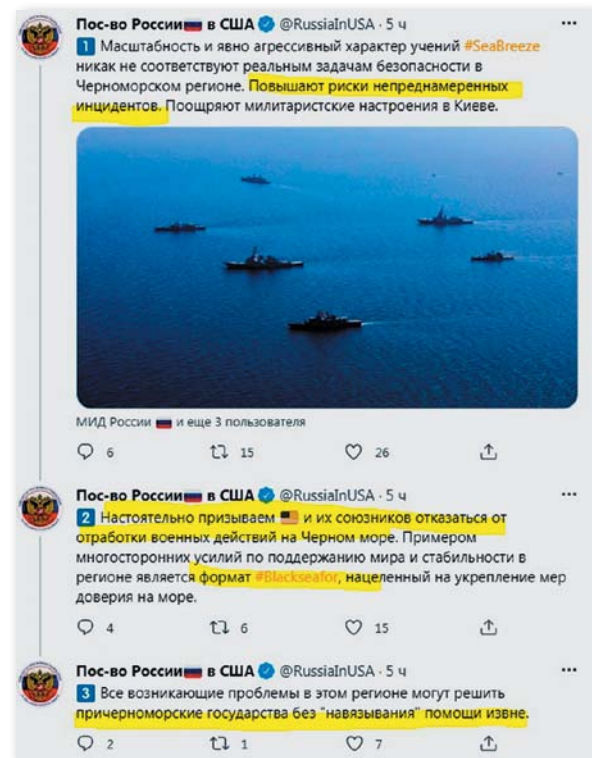 Пос-во России🇷🇺 в США @RussiaInUSA · 5 ч
1 Масштабность и явно агрессивный характер учений #SeaBreeze
никак не соответствуют реальным задачам безопасности в
Черноморском регионе. Повышают риски непреднамеренных
инцидентов. Поощряют милитаристские настроения в Киеве.
МИД России 🇷🇺 и еще 3 пользователя
6 15 26
Пос-во России🇷🇺 в США @RussiaInUSA · 5 ч
2 Настоятельно призываем 🇺🇸 и их союзников отказаться от
отработки военных действий на Черном море. Примером
многосторонних усилий по поддержанию мира и стабильности в
регионе является формат #Blackseafor, нацеленный на укрепление мер
доверия на море.
4 6 15
Пос-во России🇷🇺 в США @RussiaInUSA · 5 ч
3 Все возникающие проблемы в этом регионе могут решить
причерноморские государства без "навязывания" помощи извне.
2 1 7